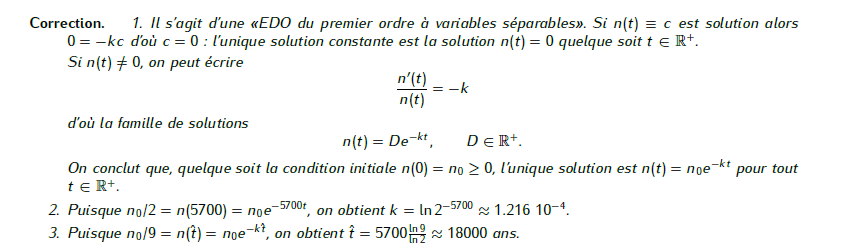 Correction. 1. Il s'agit d'une «EDO du premier ordre à variables séparables». Si n(t) ≡ c est solution alors
0 = −kc d'où c = 0 : l'unique solution constante est la solution n(t) = 0 quelque soit t ∈ ℝ⁺.
Si n(t) ≠ 0, on peut écrire
n′(t)/n(t) = −k
d'où la famille de solutions
n(t) = De^{−kt}, D ∈ ℝ⁺.
On conclut que, quelque soit la condition initiale n(0) = n₀ ≥ 0, l'unique solution est n(t) = n₀e^{−kt} pour tout
t ∈ ℝ⁺.
2. Puisque n₀/2 = n(5700) = n₀e^{−5700t}, on obtient k = ln 2^{−5700} ≈ 1.216 10^{−4}.
3. Puisque n₀/9 = n(t̂) = n₀e^{−kt̂}, on obtient t̂ = 5700 ln 9/ln 2 ≈ 18000 ans.